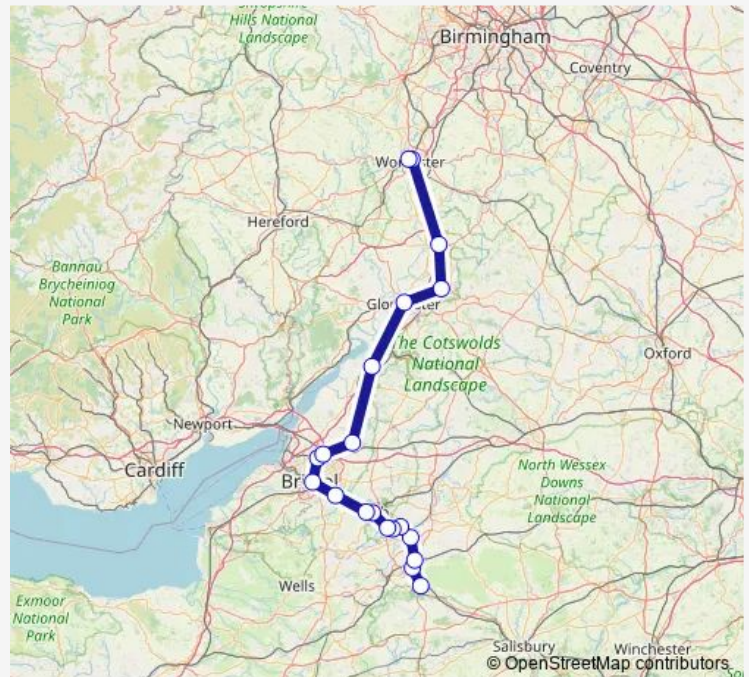 Hills National
Landscape
Birmingham
Coventry
Hereford
Bannau
Brycheiniog
National
Park
The Cotswolds
National
Landscape
Oxford
Newport
Cardiff
North Wessex
Downs
National
Landscape
Wells
Exmoor
National
Park
Salisbury
Winchester
© OpenStreetMap contributors